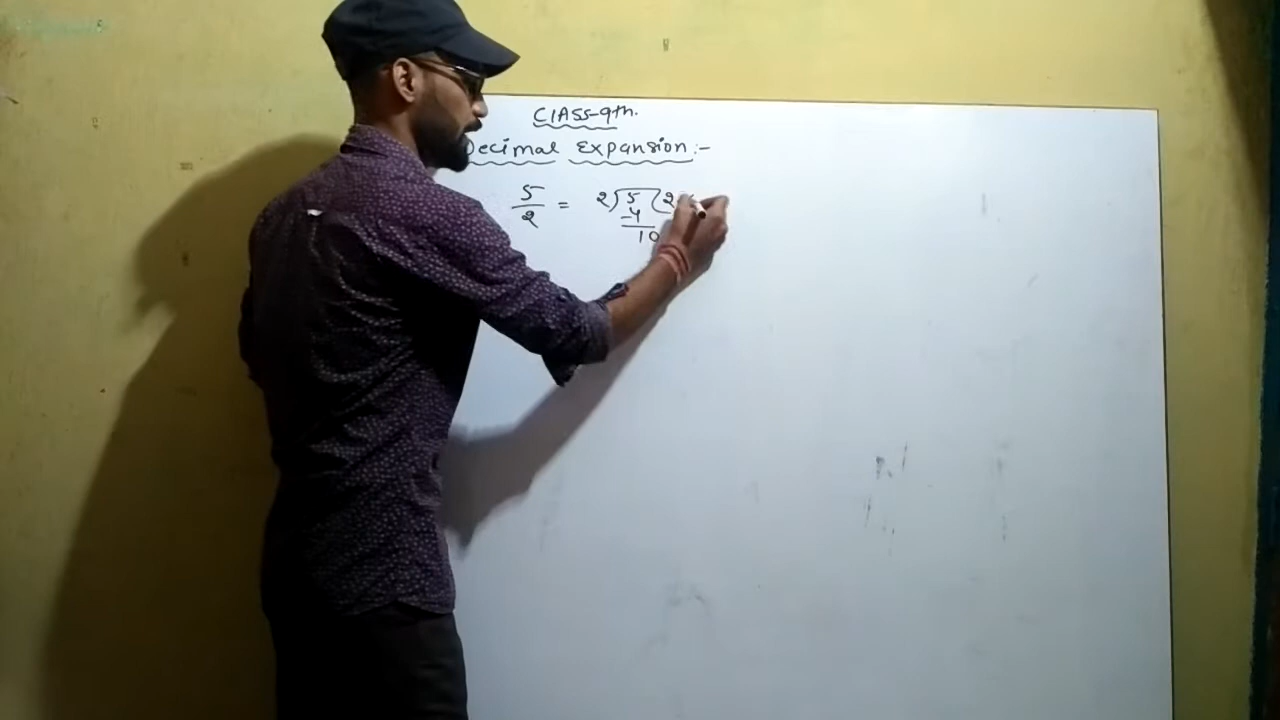 CLASS-9th.
Decimal Expansion:-
5/2 = 2)5(2
-4
10